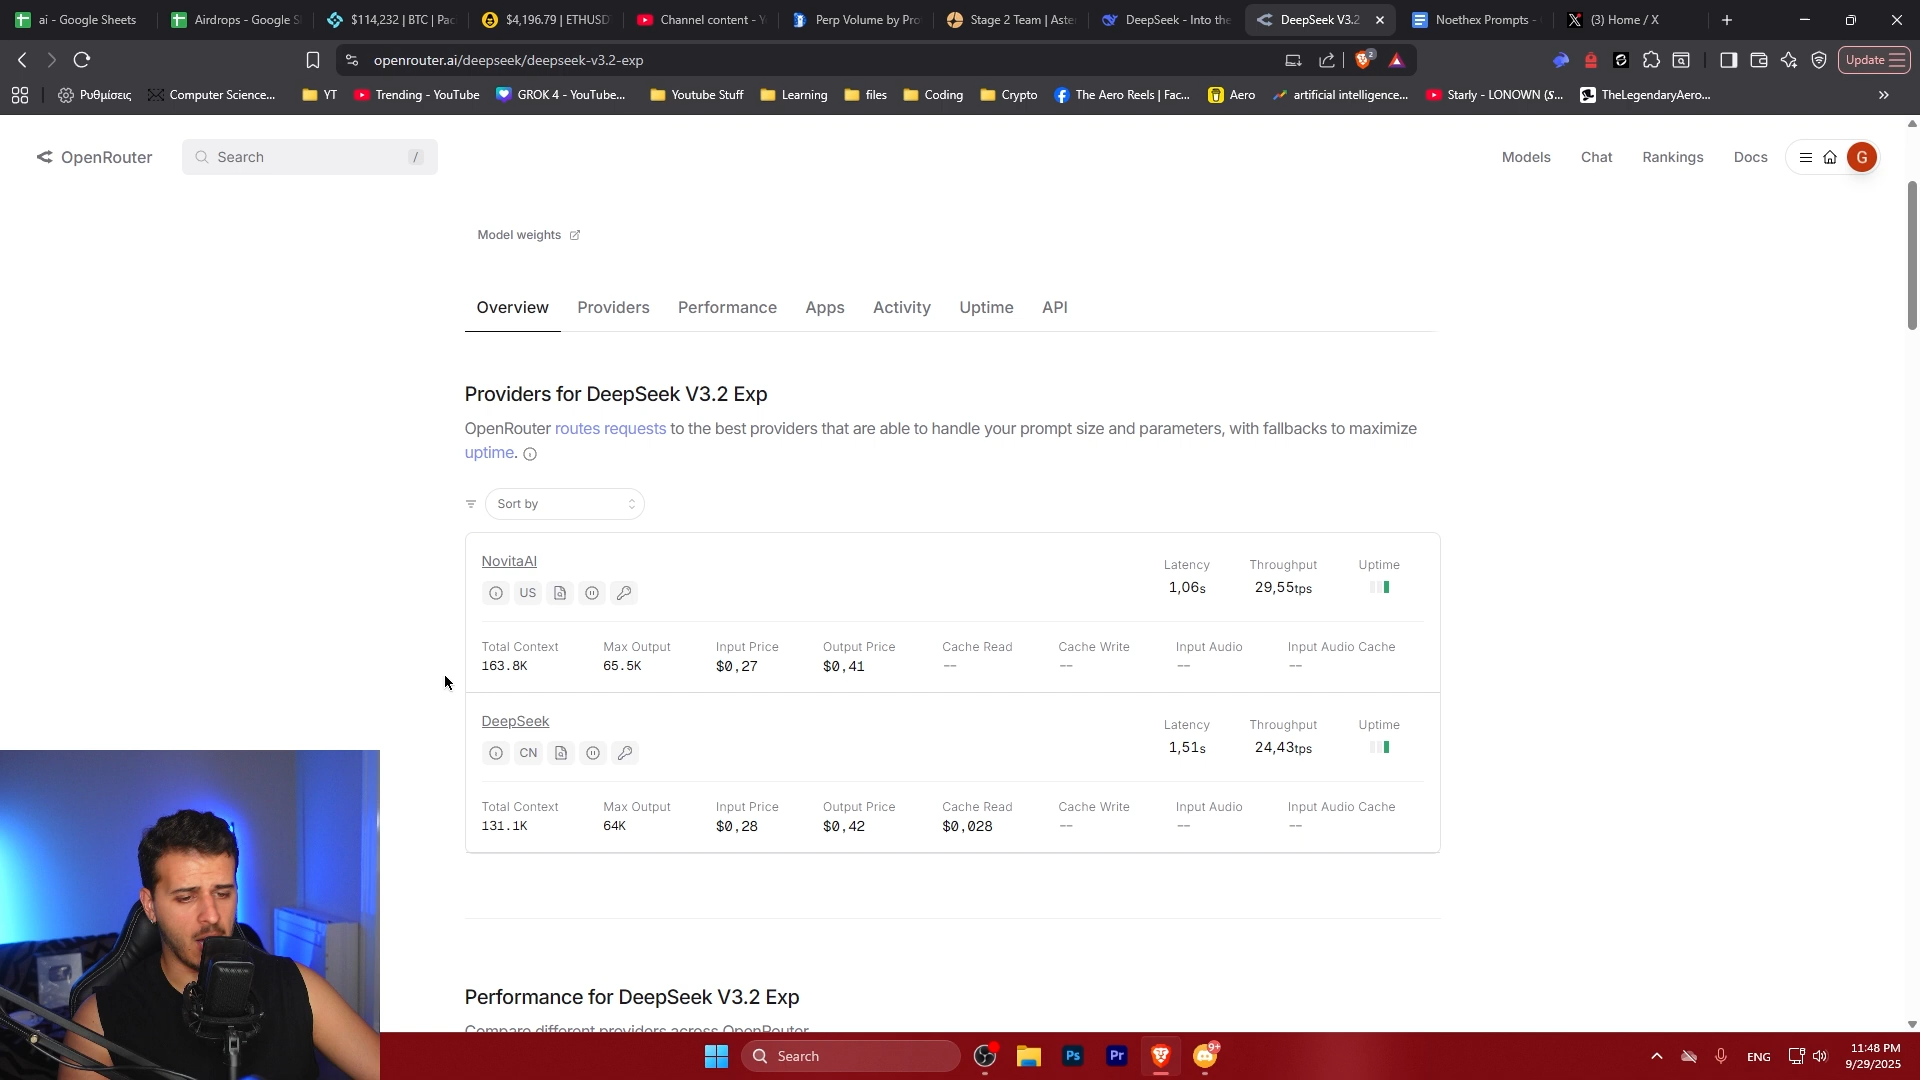 ai - Google Sheets
Airdrops - Google S
$114,232 | BTC | Pac
$4,196.79 | ETHUSD
Channel content - Y
Perp Volume by Pro
Stage 2 Team | Aste
DeepSeek - Into the
DeepSeek V3.2
Noethex Prompts -
(3) Home / X
openrouter.ai/deepseek/deepseek-v3.2-exp
2
Update
Ρυθμίσεις
Computer Science...
YT
Trending - YouTube
GROK 4 - YouTube...
Youtube Stuff
Learning
files
Coding
Crypto
The Aero Reels | Fac...
Aero
artificial intelligence...
Starly - LONOWN (S...
TheLegendaryAero...
OpenRouter
Search
/
Models
Chat
Rankings
Docs
G
Model weights
Overview
Providers
Performance
Apps
Activity
Uptime
API
Providers for DeepSeek V3.2 Exp
OpenRouter routes requests to the best providers that are able to handle your prompt size and parameters, with fallbacks to maximize
uptime.
Sort by
NovitaAI
Latency
Throughput
Uptime
US
1,06s
29,55tps
Total Context
Max Output
Input Price
Output Price
Cache Read
Cache Write
Input Audio
Input Audio Cache
163.8K
65.5K
$0,27
$0,41
--
--
--
--
DeepSeek
Latency
Throughput
Uptime
CN
1,51s
24,43tps
Total Context
Max Output
Input Price
Output Price
Cache Read
Cache Write
Input Audio
Input Audio Cache
131.1K
64K
$0,28
$0,42
$0,028
--
--
--
Performance for DeepSeek V3.2 Exp
Compare different providers across OpenRouter
Search
Ps
Pr
9+
ENG
11:48 PM
9/29/2025